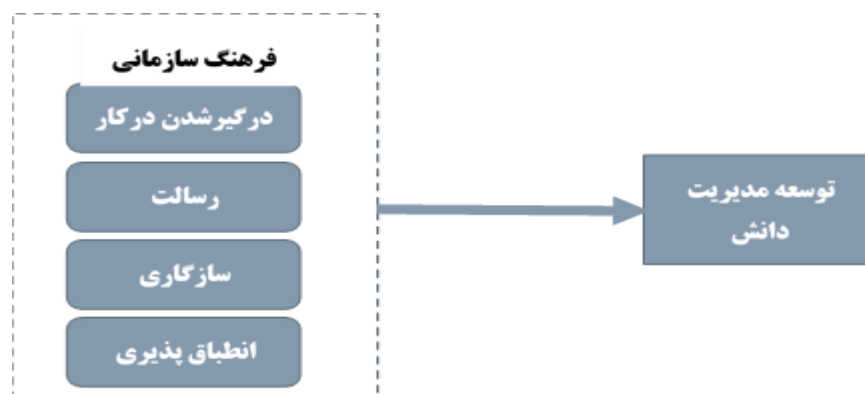 فرهنگ سازمانی
درگیرشدن درکار
رسالت
سازگاری
انطباق پذیری
توسعه مدیریت
دانش